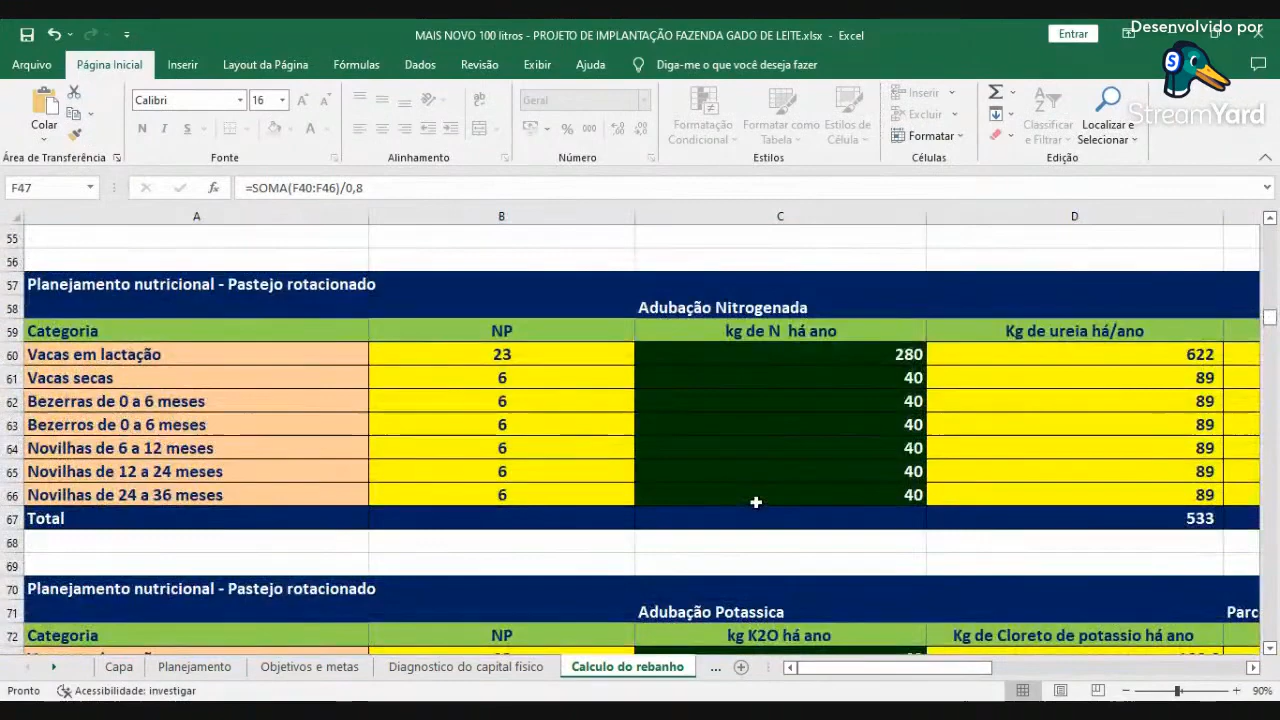 Desenvolvido por
StreamYard
MAIS NOVO 100 litros - PROJETO DE IMPLANTAÇÃO FAZENDA GADO DE LEITE.xlsx - Excel
Entrar
Arquivo Página Inicial Inserir Layout da Página Fórmulas Dados Revisão Exibir Ajuda Diga-me o que você deseja fazer
Colar
Calibri 16
N I S
Geral
% 000
Formatação Condicional
Formatar como Tabela
Estilos de Célula
Inserir
Excluir
Formatar
Classificar e Filtrar
Localizar e Selecionar
Área de Transferência Fonte Alinhamento Número Estilos Células Edição
F47 fx =SOMA(F40:F46)/0,8
A B C D
55
56
57 Planejamento nutricional - Pastejo rotacionado
58 Adubação Nitrogenada
59 Categoria NP kg de N há ano Kg de ureia há/ano
60 Vacas em lactação 23 280 622
61 Vacas secas 6 40 89
62 Bezerras de 0 a 6 meses 6 40 89
63 Bezerros de 0 a 6 meses 6 40 89
64 Novilhas de 6 a 12 meses 6 40 89
65 Novilhas de 12 a 24 meses 6 40 89
66 Novilhas de 24 a 36 meses 6 40 89
67 Total 533
68
69
70 Planejamento nutricional - Pastejo rotacionado
71 Adubação Potassica Parc
72 Categoria NP kg K2O há ano Kg de Cloreto de potassio há ano
Capa Planejamento Objetivos e metas Diagnostico do capital fisico Calculo do rebanho ...
Pronto Acessibilidade: investigar 90%